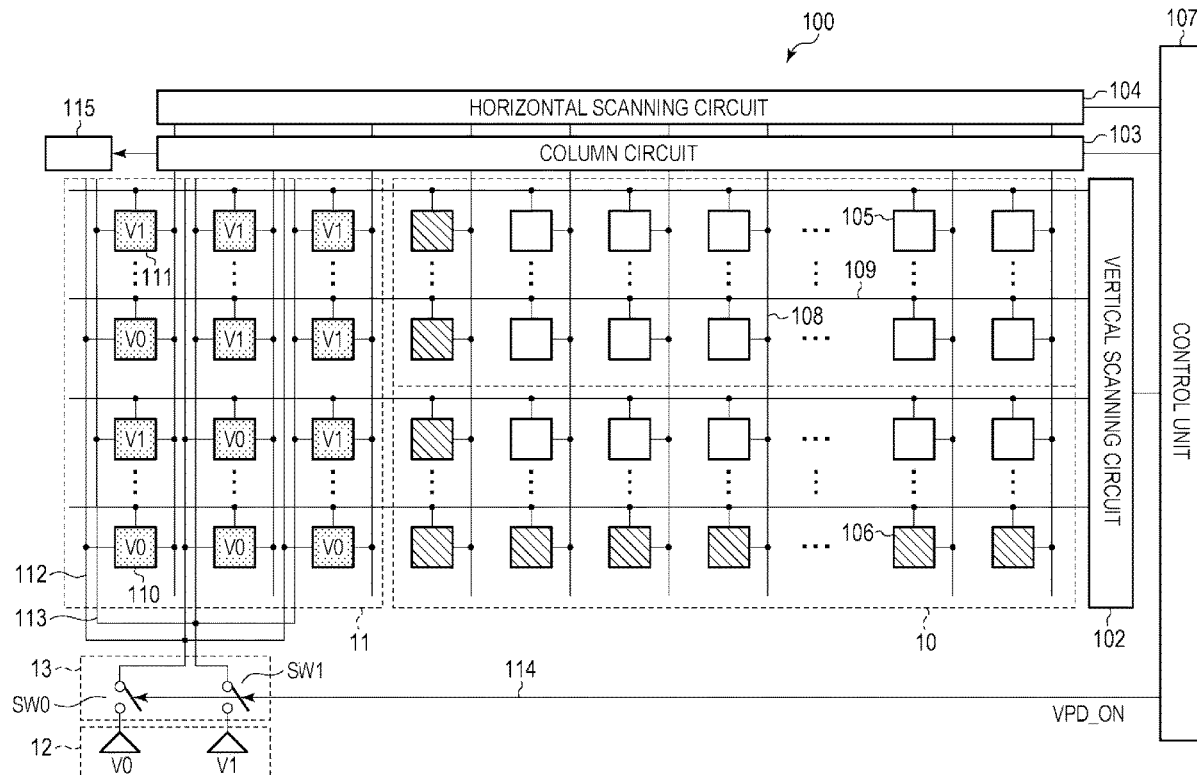 100
107
HORIZONTAL SCANNING CIRCUIT
104
115
COLUMN CIRCUIT
103
V1 V1 V1
105
111
109
108
V0 V1 V1
VERTICAL SCANNING CIRCUIT
CONTROL UNIT
V1 V0 V1
106
V0 V0 V0
112
110
113
11
10
102
13
SW1
SW0
114
VPD_ON
12
V0
V1